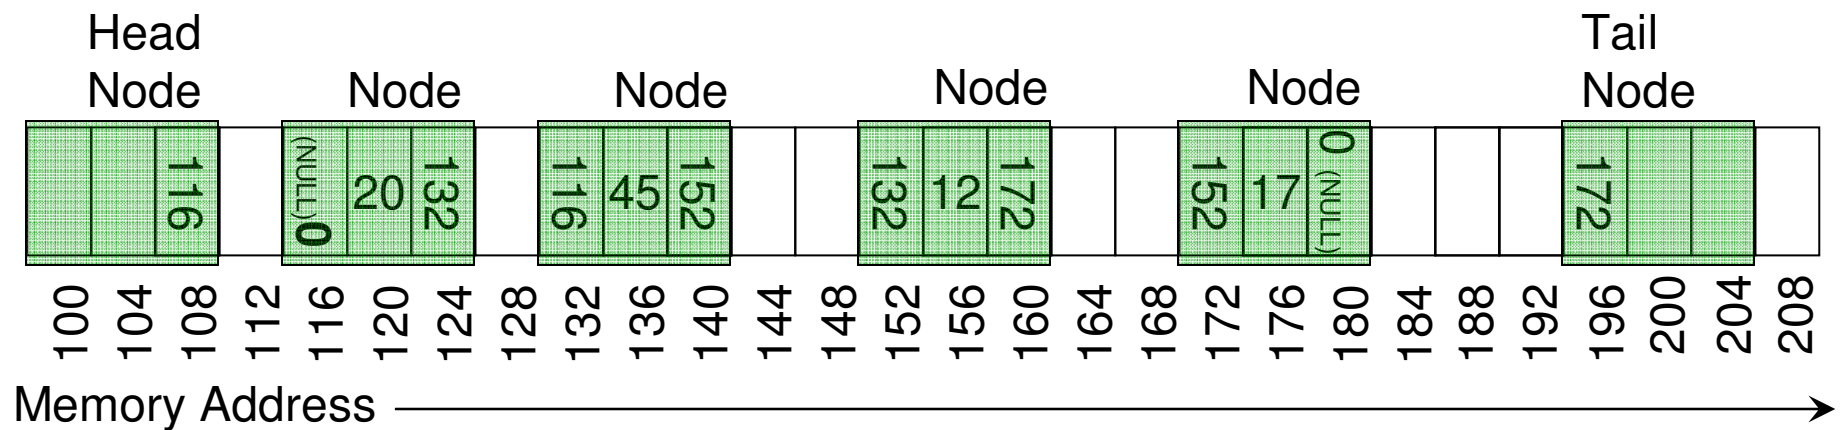 Head
Node
Node
Node
Node
Node
Tail
Node
116
(NULL) 0
20
132
116
45
152
132
12
172
152
17
0 (NULL)
172
100 104 108 112 116 120 124 128 132 136 140 144 148 152 156 160 164 168 172 176 180 184 188 192 196 200 204 208
Memory Address